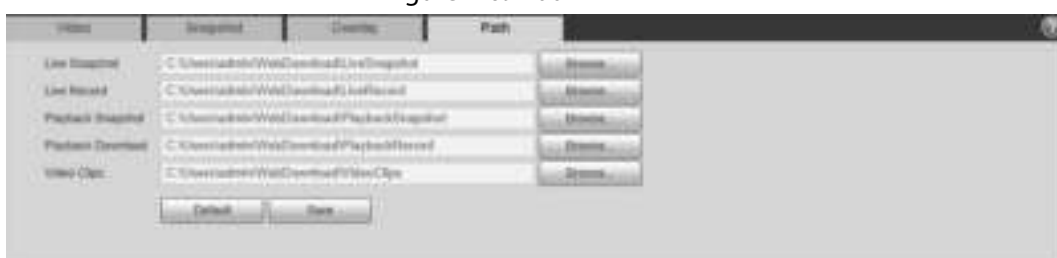 Video Snapshot Overlay Path
Live Snapshot C:\Users\admin\WebDownload\LiveSnapshot Browse...
Live Record C:\Users\admin\WebDownload\LiveRecord Browse...
Playback Snapshot C:\Users\admin\WebDownload\PlaybackSnapshot Browse...
Playback Download C:\Users\admin\WebDownload\PlaybackRecord Browse...
Video Clips C:\Users\admin\WebDownload\VideoClips Browse...
Default Save